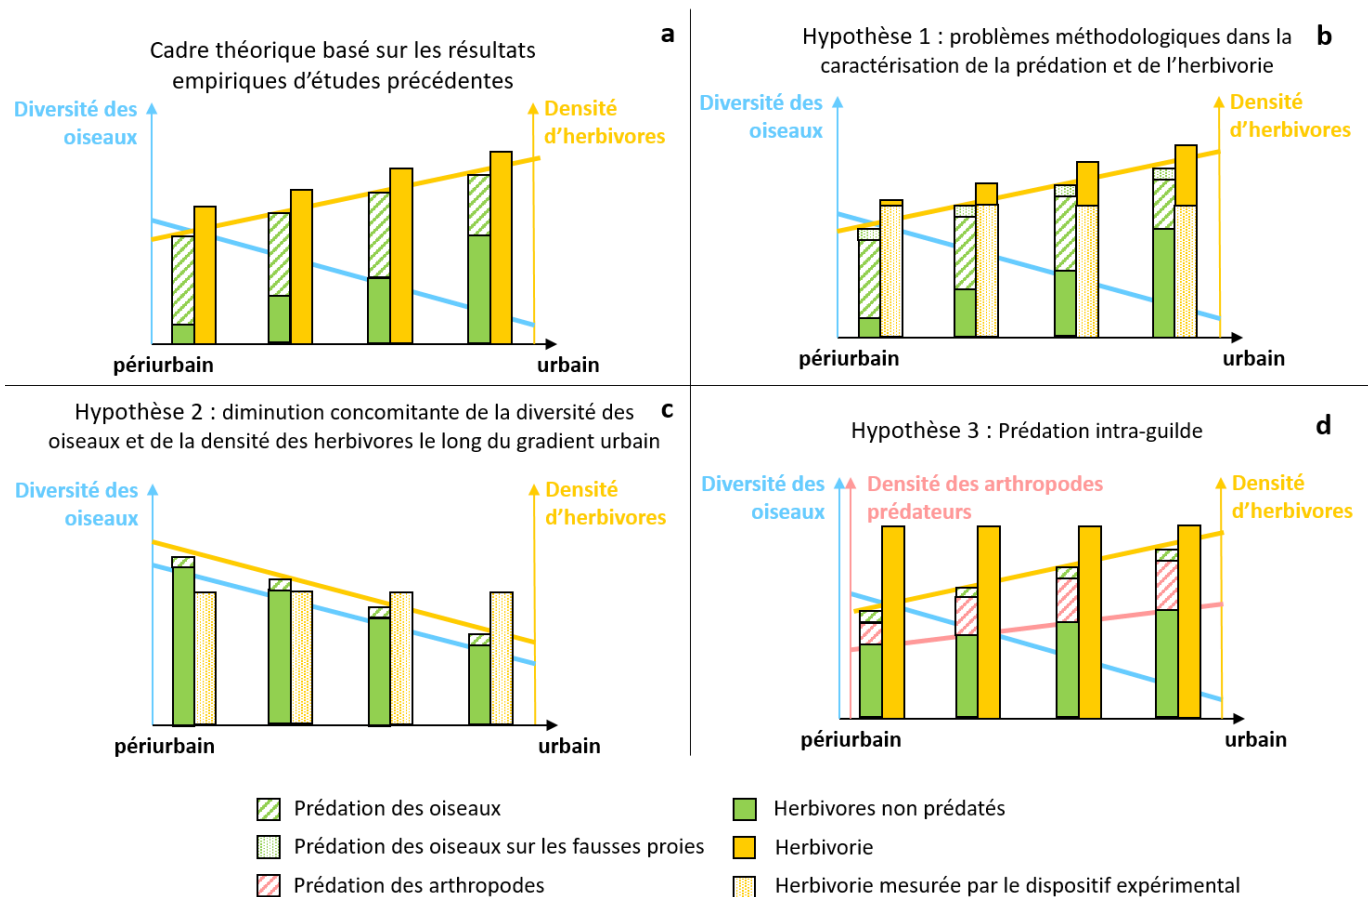 a
Cadre théorique basé sur les résultats
empiriques d'études précédentes
Diversité des
oiseaux
Densité
d'herbivores
périurbain
urbain
b
Hypothèse 1 : problèmes méthodologiques dans la
caractérisation de la prédation et de l'herbivorie
Diversité des
oiseaux
Densité
d'herbivores
périurbain
urbain
c
Hypothèse 2 : diminution concomitante de la diversité des
oiseaux et de la densité des herbivores le long du gradient urbain
Diversité des
oiseaux
Densité
d'herbivores
périurbain
urbain
d
Hypothèse 3 : Prédation intra-guilde
Diversité des
oiseaux
Densité des arthropodes
prédateurs
Densité
d'herbivores
périurbain
urbain
Prédation des oiseaux
Prédation des oiseaux sur les fausses proies
Prédation des arthropodes
Herbivores non prédatés
Herbivorie
Herbivorie mesurée par le dispositif expérimental